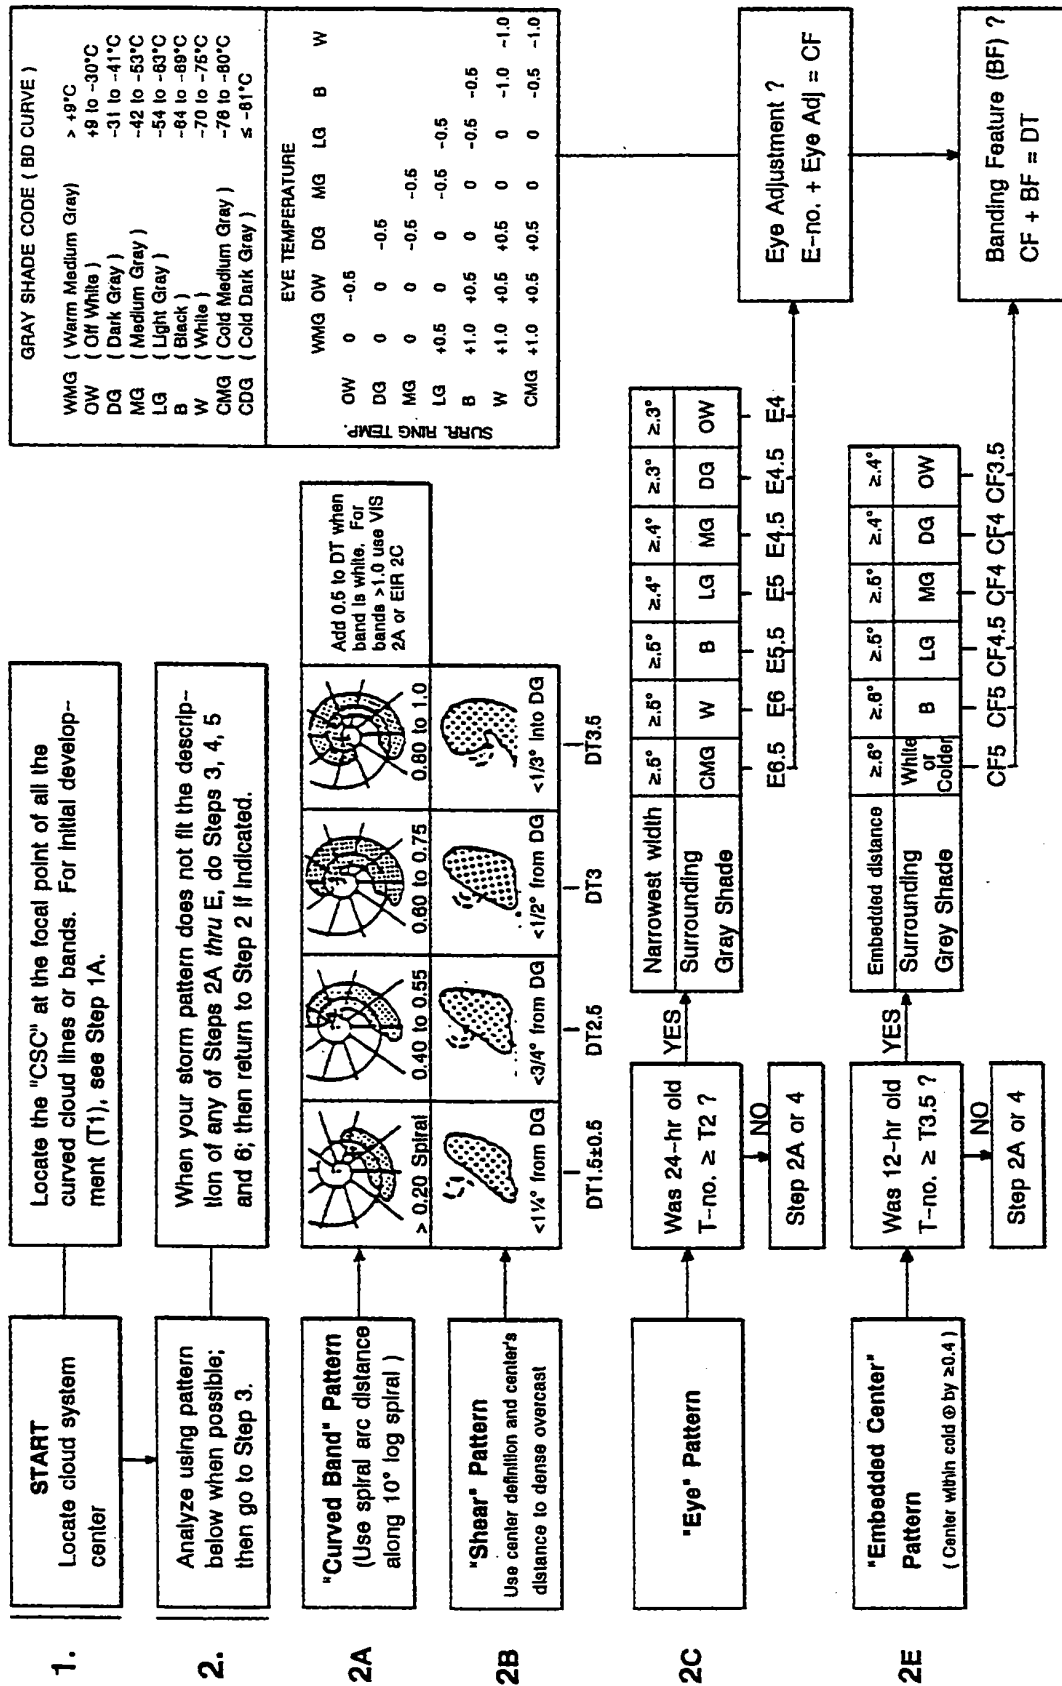 1.
START
Locate cloud system
center
Locate the "CSC" at the focal point of all the
curved cloud lines or bands. For initial develop-
ment (T1), see Step 1A.
2.
Analyze using pattern
below when possible;
then go to Step 3.
When your storm pattern does not fit the descrip-
tion of any of Steps 2A thru E, do Steps 3, 4, 5
and 6; then return to Step 2 if indicated.
GRAY SHADE CODE ( BD CURVE )
WMG ( Warm Medium Gray) > +9°C
OW ( Off White ) +9 to -30°C
DG ( Dark Gray ) -31 to -41°C
MG ( Medium Gray ) -42 to -53°C
LG ( Light Gray ) -54 to -63°C
B ( Black ) -64 to -69°C
W ( White ) -70 to -75°C
CMG ( Cold Medium Gray ) -76 to -80°C
CDG ( Cold Dark Gray ) ≤ -81°C
EYE TEMPERATURE
WMG OW DG MG LG B W
SURR. RING TEMP.
OW 0 -0.5
DG 0 0 -0.5
MG 0 0 -0.5 -0.5
LG +0.5 0 0 -0.5 -0.5
B +1.0 +0.5 0 0 -0.5 -0.5
W +1.0 +0.5 +0.5 0 0 -1.0 -1.0
CMG +1.0 +0.5 +0.5 0 0 -0.5 -1.0
2A
"Curved Band" Pattern
(Use spiral arc distance
along 10° log spiral )
> 0.20 Spiral
0.40 to 0.55
0.60 to 0.75
0.80 to 1.0
Add 0.5 to DT when
band is white. For
bands >1.0 use VIS
2A or EIR 2C
2B
"Shear" Pattern
Use center definition and center's
distance to dense overcast
<1¼° from DG
<3/4° from DG
<1/2° from DG
<1/3° into DG
DT1.5±0.5
DT2.5
DT3
DT3.5
2C
"Eye" Pattern
Was 24-hr old
T-no. ≥ T2 ?
YES
NO
Step 2A or 4
Narrowest width ≥.5° ≥.5° ≥.5° ≥.4° ≥.4° ≥.3° ≥.3°
Surrounding
Gray Shade
CMG W B LG MG DG OW
E6.5 E6 E5.5 E5 E4.5 E4.5 E4
Eye Adjustment ?
E-no. + Eye Adj = CF
2E
"Embedded Center"
Pattern
( Center within cold by ≥0.4 )
Was 12-hr old
T-no. ≥ T3.5 ?
YES
NO
Step 2A or 4
Embedded distance ≥.6° ≥.6° ≥.5° ≥.5° ≥.4° ≥.4°
Surrounding
Grey Shade
White
or
Colder
B LG MG DG OW
CF5 CF5 CF4.5 CF4 CF4 CF3.5
Banding Feature (BF) ?
CF + BF = DT